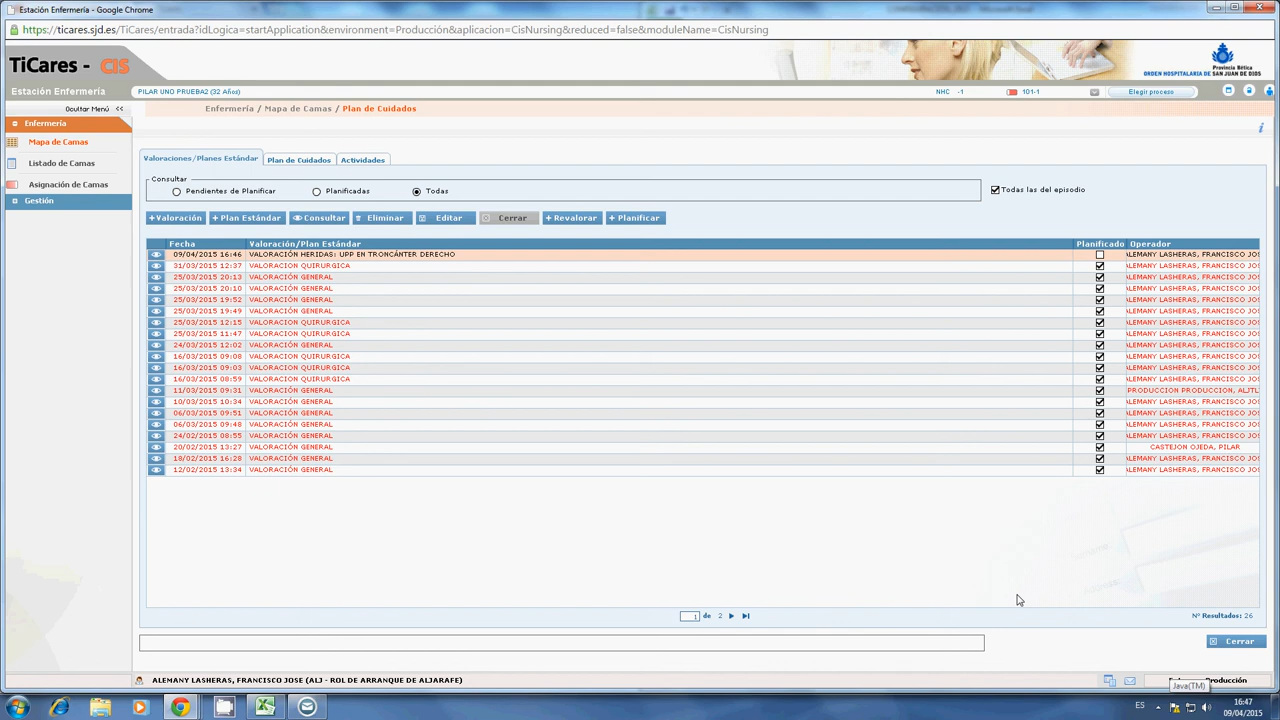 Estación Enfermería - Google Chrome
https://ticares.sjd.es/TiCares/entrada?idLogica=startApplication&environment=Producción&aplicacion=CisNursing&reduced=false&moduleName=CisNursing
TiCares - CIS
Provincia Bética
ORDEN HOSPITALARIA DE SAN JUAN DE DIOS
Estación Enfermería
PILAR UNO PRUEBA2 (32 Años) NHC -1 101-1 Elegir proceso
Ocultar Menú <<
Enfermería / Mapa de Camas / Plan de Cuidados
Enfermería
Mapa de Camas
Listado de Camas
Asignación de Camas
Gestión
Valoraciones/Planes Estándar Plan de Cuidados Actividades
Consultar
Pendientes de Planificar Planificadas Todas Todas las del episodio
+Valoración +Plan Estándar Consultar Eliminar Editar Cerrar +Revalorar +Planificar
Fecha Valoración/Plan Estándar Planificado Operador
09/04/2015 16:46 VALORACIÓN HERIDAS: UPP EN TRONCÁNTER DERECHO ALEMANY LASHERAS, FRANCISCO JOS
31/03/2015 12:37 VALORACION QUIRURGICA ALEMANY LASHERAS, FRANCISCO JOS
25/03/2015 20:13 VALORACIÓN GENERAL ALEMANY LASHERAS, FRANCISCO JOS
25/03/2015 20:10 VALORACIÓN GENERAL ALEMANY LASHERAS, FRANCISCO JOS
25/03/2015 19:52 VALORACIÓN GENERAL ALEMANY LASHERAS, FRANCISCO JOS
25/03/2015 19:49 VALORACIÓN GENERAL ALEMANY LASHERAS, FRANCISCO JOS
25/03/2015 12:15 VALORACION QUIRURGICA ALEMANY LASHERAS, FRANCISCO JOS
25/03/2015 11:47 VALORACION QUIRURGICA ALEMANY LASHERAS, FRANCISCO JOS
24/03/2015 12:02 VALORACIÓN GENERAL ALEMANY LASHERAS, FRANCISCO JOS
16/03/2015 09:08 VALORACION QUIRURGICA ALEMANY LASHERAS, FRANCISCO JOS
16/03/2015 09:03 VALORACION QUIRURGICA ALEMANY LASHERAS, FRANCISCO JOS
16/03/2015 08:59 VALORACION QUIRURGICA ALEMANY LASHERAS, FRANCISCO JOS
11/03/2015 09:31 VALORACIÓN GENERAL PRODUCCION PRODUCCION,
10/03/2015 10:34 VALORACIÓN GENERAL ALEMANY LASHERAS, FRANCISCO JOS
06/03/2015 09:51 VALORACIÓN GENERAL ALEMANY LASHERAS, FRANCISCO JOS
06/03/2015 09:48 VALORACIÓN GENERAL ALEMANY LASHERAS, FRANCISCO JOS
24/02/2015 08:55 VALORACIÓN GENERAL ALEMANY LASHERAS, FRANCISCO JOS
20/02/2015 13:27 VALORACIÓN GENERAL CASTEJON OJEDA, PILAR
18/02/2015 16:28 VALORACIÓN GENERAL ALEMANY LASHERAS, FRANCISCO JOS
12/02/2015 13:34 VALORACIÓN GENERAL ALEMANY LASHERAS, FRANCISCO JOS
1 de 2 Nº Resultados: 26
Cerrar
ALEMANY LASHERAS, FRANCISCO JOSE (ALJ - ROL DE ARRANQUE DE ALJARAFE) Producción
Java(TM)
ES 16:47
09/04/2015